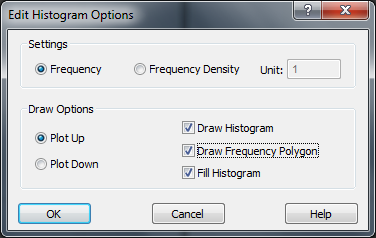 Edit Histogram Options ?
Settings
Frequency Frequency Density Unit: 1
Draw Options
Plot Up
Plot Down
Draw Histogram
Draw Frequency Polygon
Fill Histogram
OK Cancel Help